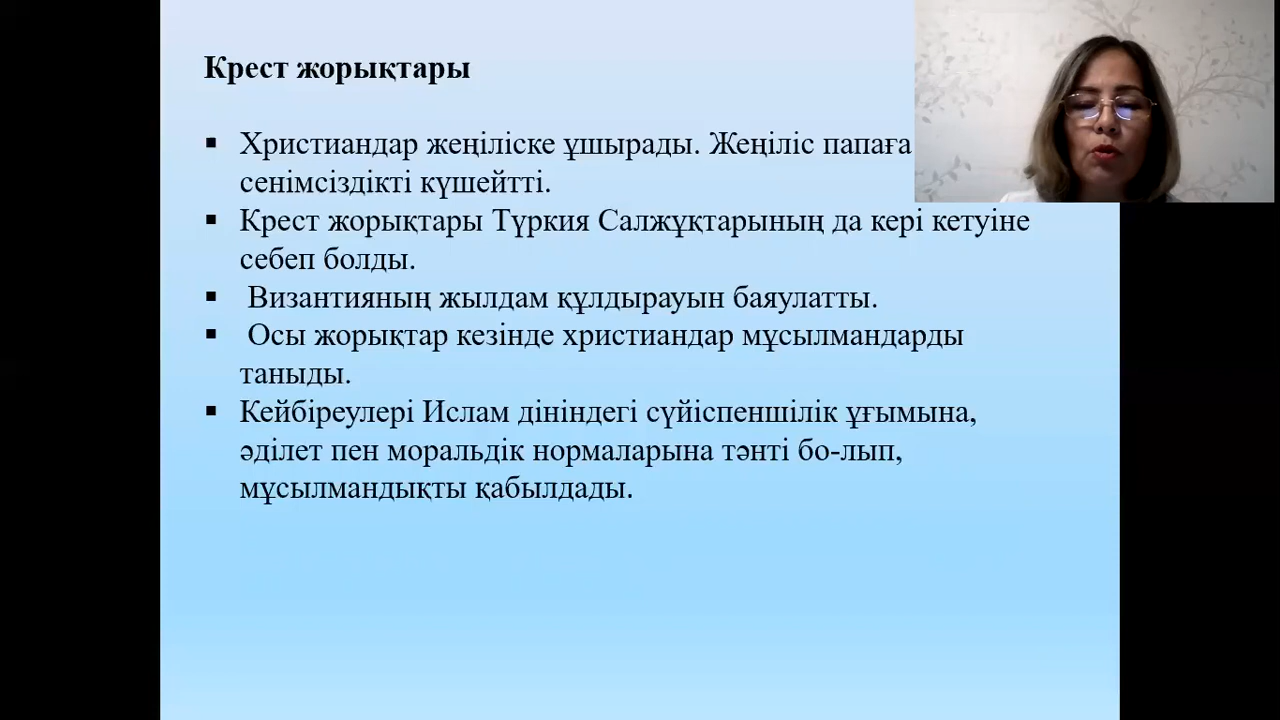 Крест жорықтары
▪ Христиандар жеңіліске ұшырады. Жеңіліс папаға
сенімсіздікті күшейтті.
▪ Крест жорықтары Түркия Салжұқтарының да кері кетуіне
себеп болды.
▪ Византияның жылдам құлдырауын баяулатты.
▪ Осы жорықтар кезінде христиандар мұсылмандарды
таныды.
▪ Кейбіреулері Ислам дініндегі сүйіспеншілік ұғымына,
әділет пен моральдік нормаларына тәнті бо-лып,
мұсылмандықты қабылдады.